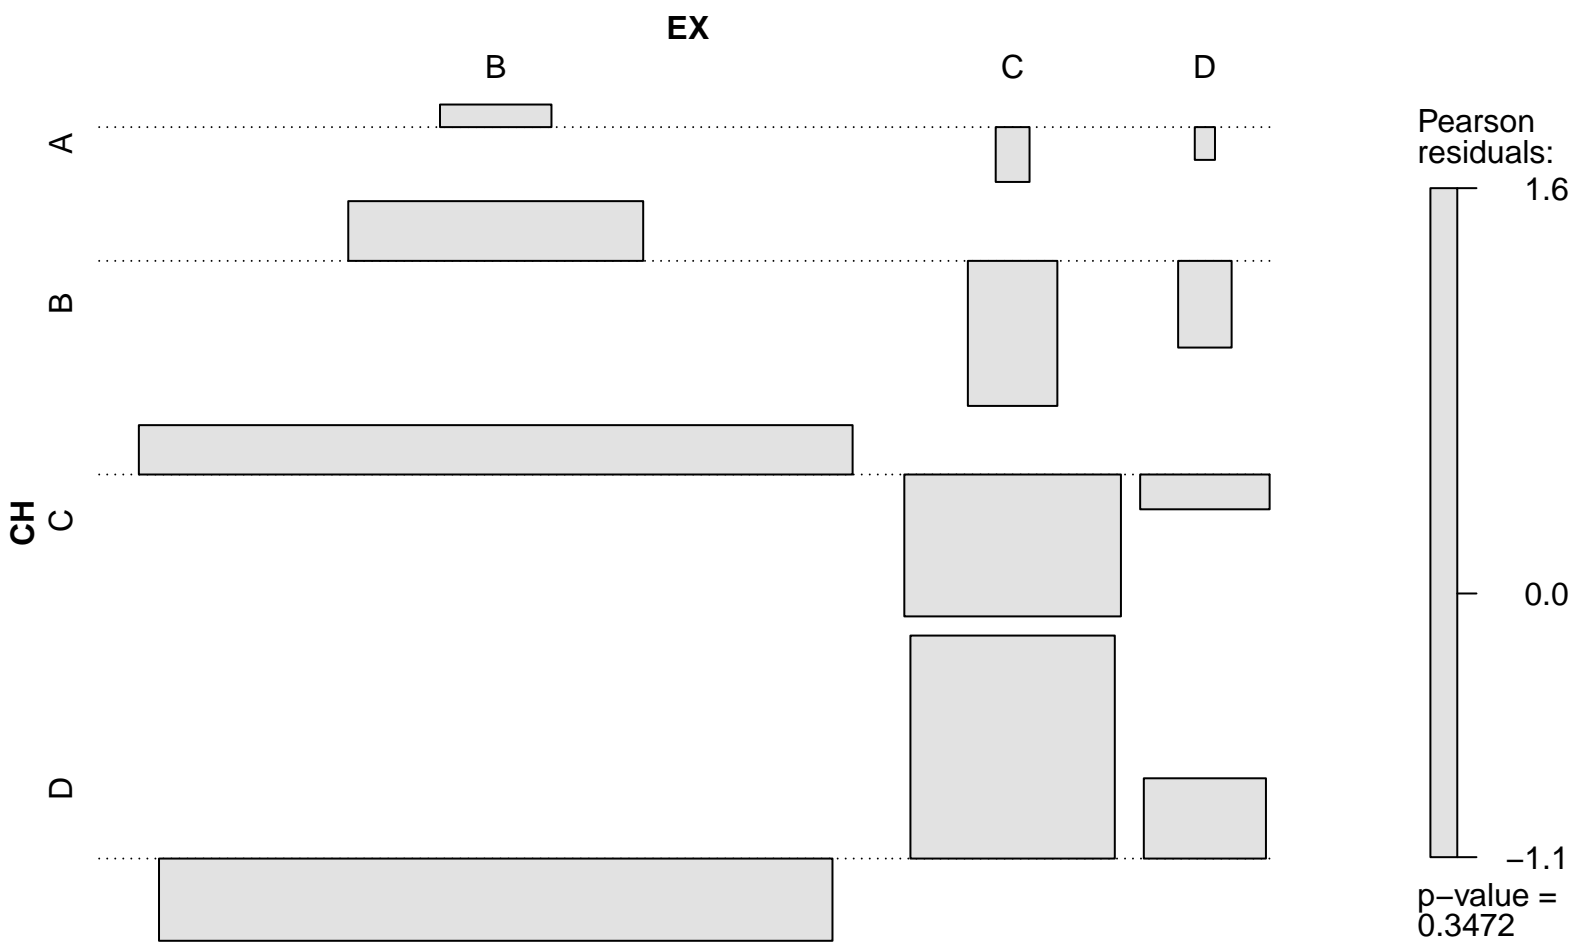 EX
B C D
A
B
C
D
CH
Pearson
residuals:
1.6
0.0
−1.1
p−value =
0.3472